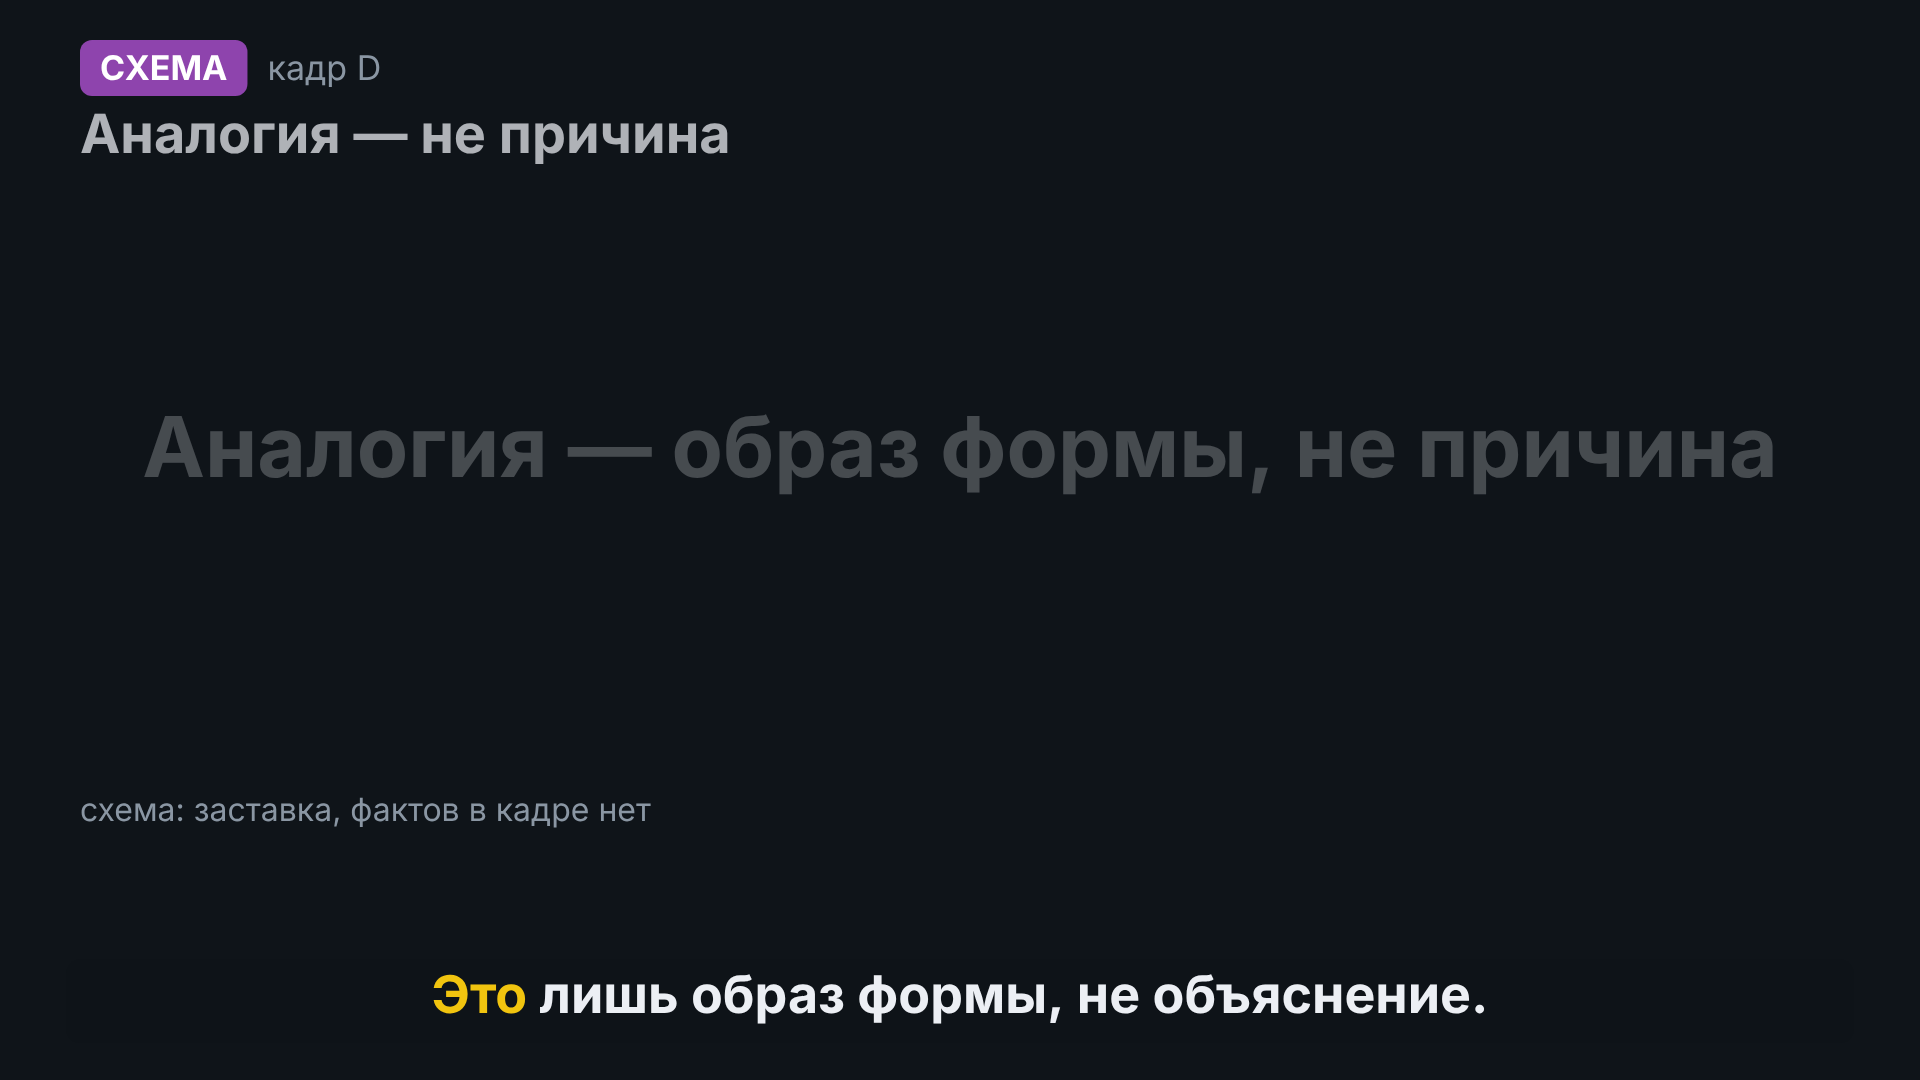 СХЕМА кадр D
Аналогия — не причина
Аналогия — образ формы, не причина
схема: заставка, фактов в кадре нет
Это лишь образ формы, не объяснение.